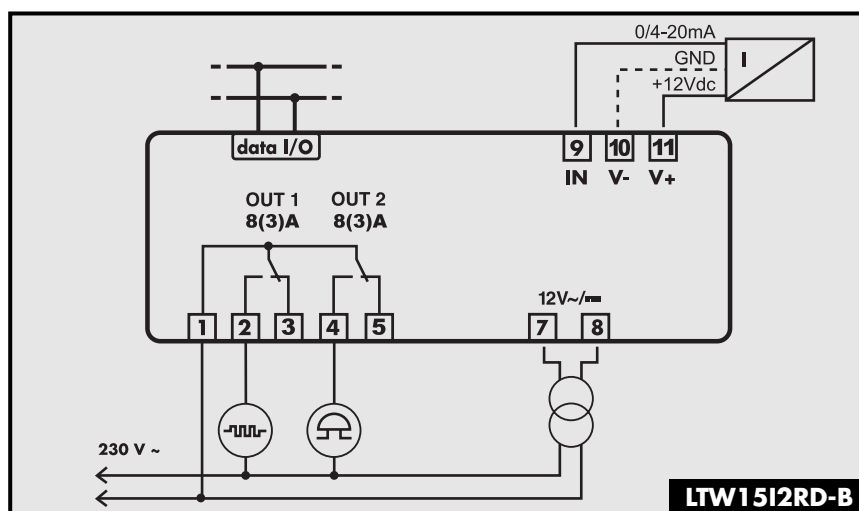 0/4-20mA
GND
+12Vdc
I
data I/O
9 10 11
IN V- V+
OUT 1 OUT 2
8(3)A 8(3)A
12V~/⎓
1 2 3 4 5 7 8
230 V ~
LTW15I2RD-B